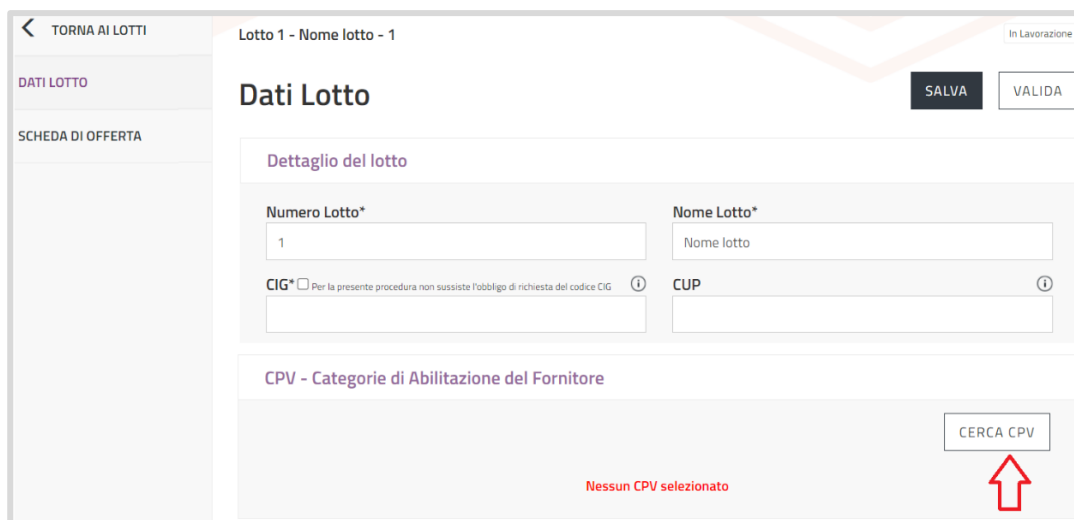 TORNA AI LOTTI
DATI LOTTO
SCHEDA DI OFFERTA
Lotto 1 - Nome lotto - 1
In Lavorazione
Dati Lotto
SALVA
VALIDA
Dettaglio del lotto
Numero Lotto*
Nome Lotto*
1
Nome lotto
CIG* Per la presente procedura non sussiste l'obbligo di richiesta del codice CIG
CUP
CPV - Categorie di Abilitazione del Fornitore
CERCA CPV
Nessun CPV selezionato